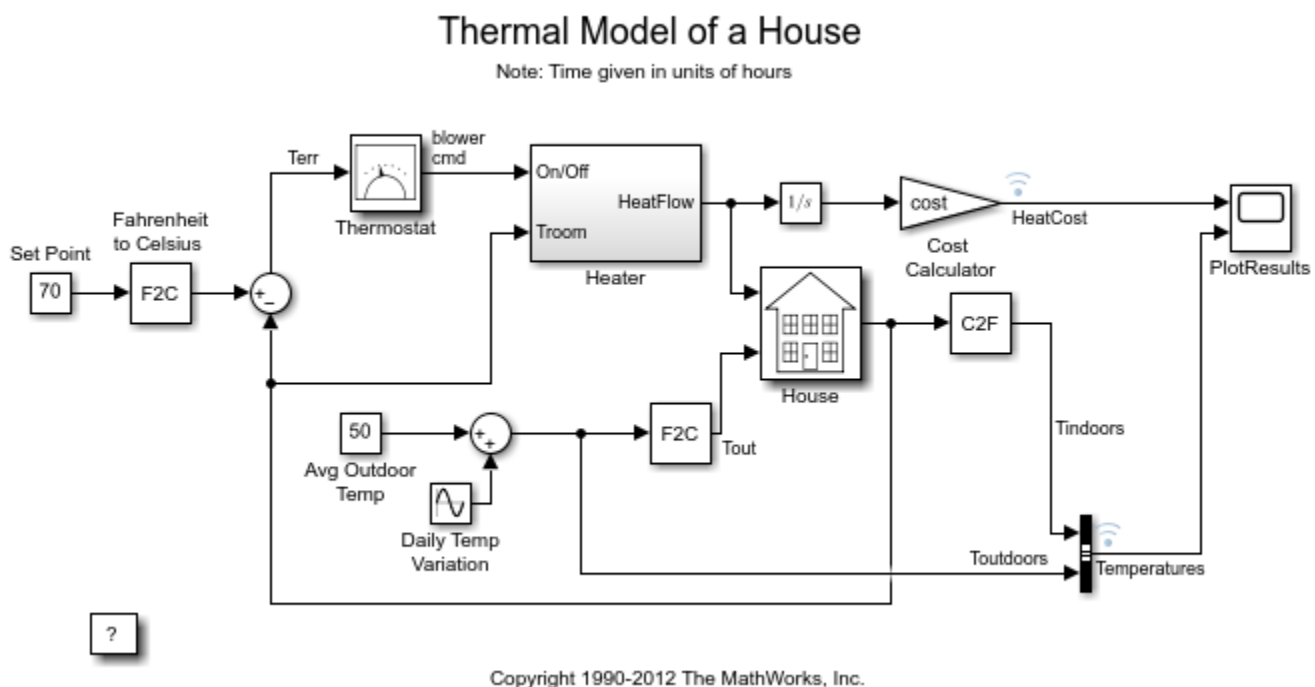 Thermal Model of a House
Note: Time given in units of hours
Terr
blower
cmd
Thermostat
On/Off
HeatFlow
Troom
Heater
1/s
cost
HeatCost
Cost
Calculator
PlotResults
Set Point
70
Fahrenheit
to Celsius
F2C
+
−
House
C2F
50
Avg Outdoor
Temp
+
+
Daily Temp
Variation
F2C
Tout
Tindoors
Toutdoors
Temperatures
?
Copyright 1990-2012 The MathWorks, Inc.